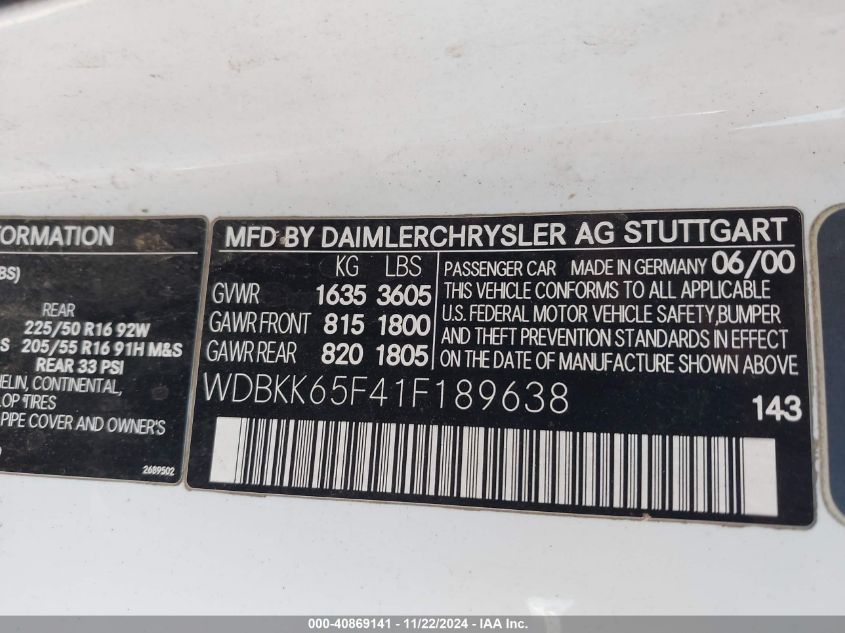 FORMATION
BS)
REAR
225/50 R16 92W
S 205/55 R16 91H M&S
REAR 33 PSI
HELIN, CONTINENTAL,
LOP TIRES
PIPE COVER AND OWNER'S
2689502
MFD BY DAIMLERCHRYSLER AG STUTTGART
KG LBS
GVWR 1635 3605
GAWR FRONT 815 1800
GAWR REAR 820 1805
PASSENGER CAR MADE IN GERMANY 06/00
THIS VEHICLE CONFORMS TO ALL APPLICABLE
U.S. FEDERAL MOTOR VEHICLE SAFETY,BUMPER
AND THEFT PREVENTION STANDARDS IN EFFECT
ON THE DATE OF MANUFACTURE SHOWN ABOVE
WDBKK65F41F189638
143
000-40869141 - 11/22/2024 - IAA Inc.